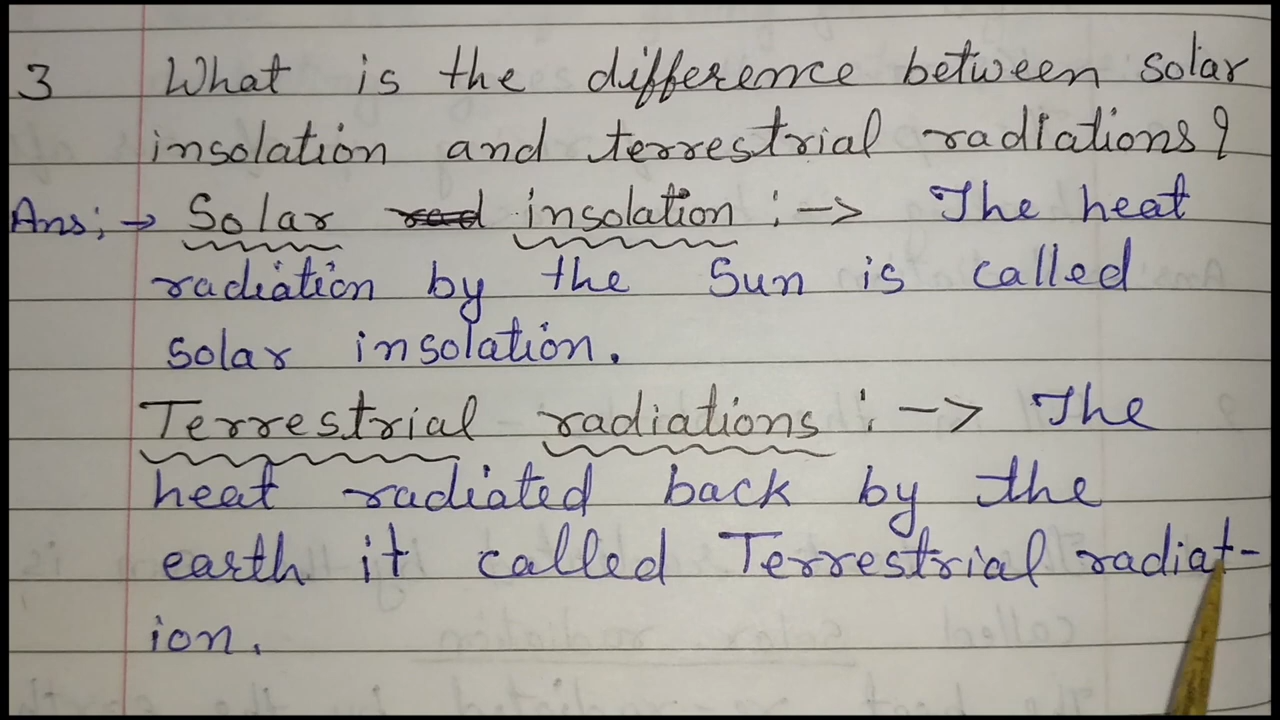 3 What is the difference between solar
insolation and terrestrial radiations?
Ans: → Solar insolation : -> The heat
radiation by the Sun is called
solar insolation.
Terrestrial radiations : -> The
heat radiated back by the
earth it called Terrestrial radiat-
ion.